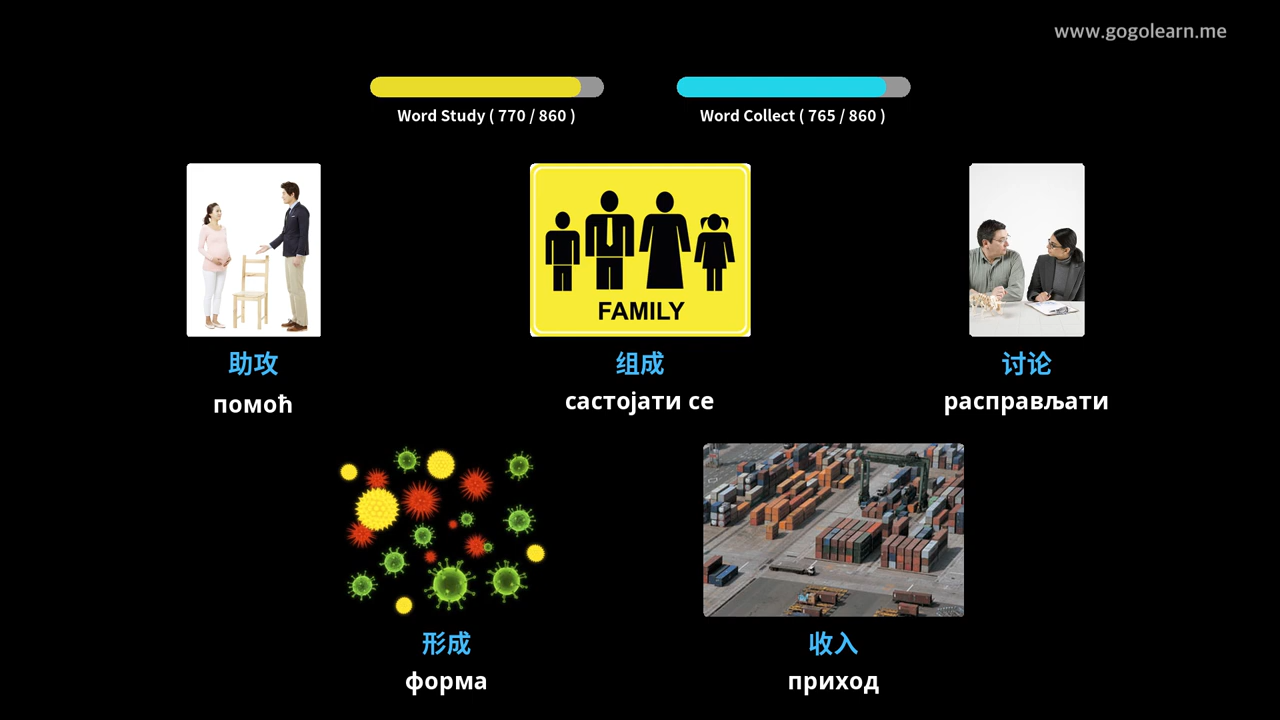 www.gogolearn.me
Word Study ( 770 / 860 )
Word Collect ( 765 / 860 )
FAMILY
助攻
组成
讨论
помоћ
састојати се
расправљати
形成
收入
форма
приход